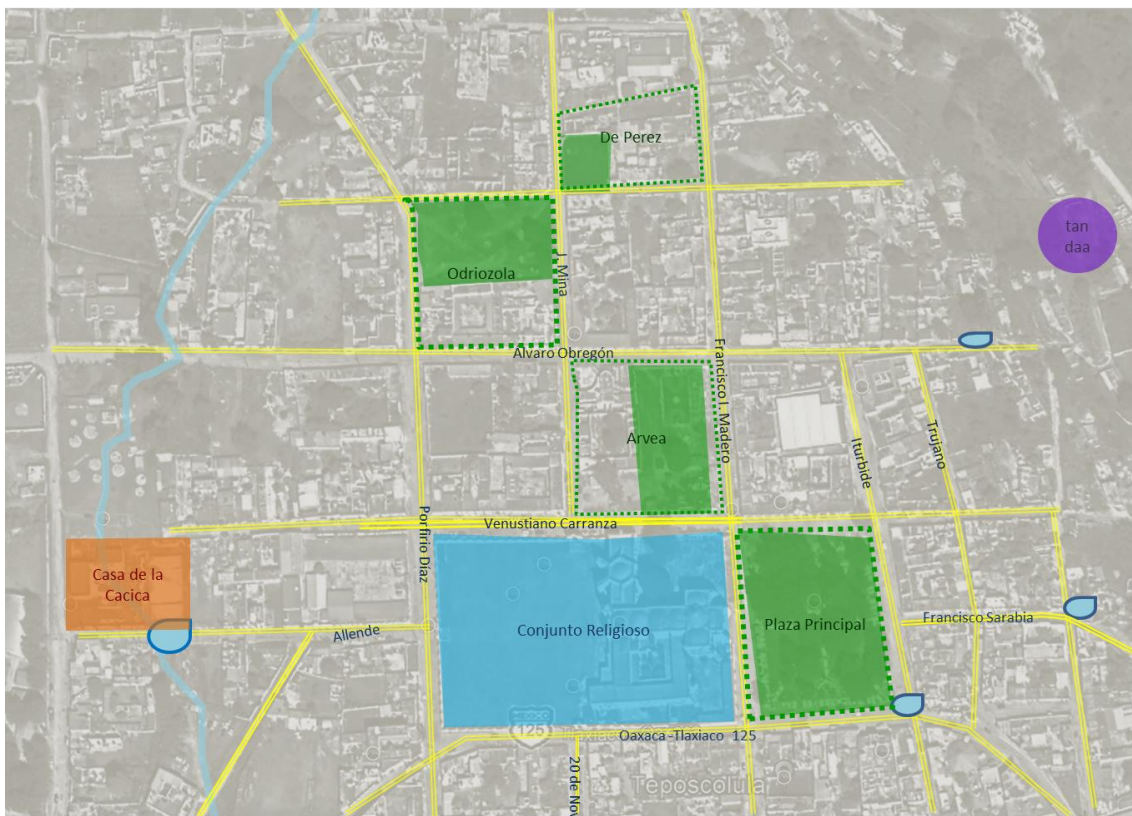 De Perez
tan
daa
Odriozola
J. Mina
Alvaro Obregón
Francisco I. Madero
Arvea
Iturbide
Trujano
Venustiano Carranza
Porfirio Díaz
Casa de la
Cacica
Allende
Conjunto Religioso
Plaza Principal
Francisco Sarabia
125
Oaxaca -Tlaxiaco 125
20 de Nov
Teposcolula